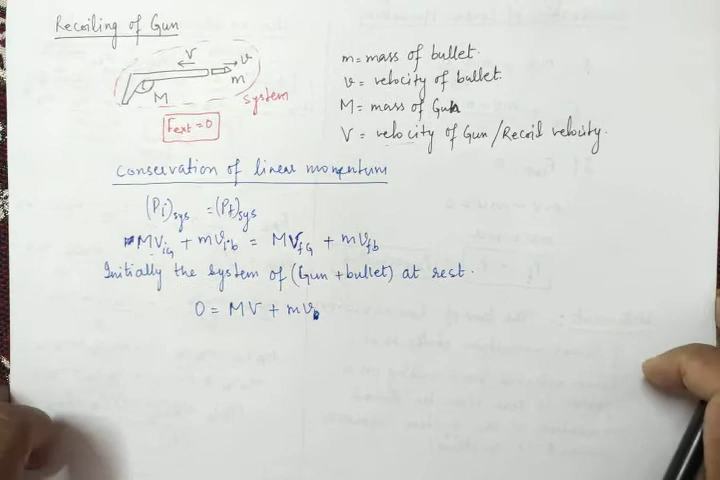 Recoiling of Gun
V
v
m
M
system
Fext = 0
m = mass of bullet.
v = velocity of bullet.
M = mass of Gun
V = velocity of Gun / Recoil velocity.
Conservation of linear momentum
(Pi)sys = (Pf)sys
MViG + mvib = MVfG + mvfb
Initially the system of (Gun + bullet) at rest.
0 = MV + mv